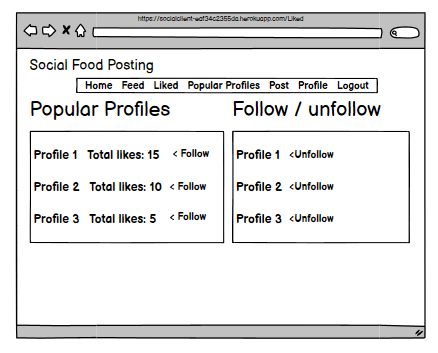 https://socialclient-eaf34c2355da.herokuapp.com/Liked
Social Food Posting
Home Feed Liked Popular Profiles Post Profile Logout
Popular Profiles
Profile 1 Total likes: 15 < Follow
Profile 2 Total likes: 10 < Follow
Profile 3 Total likes: 5 < Follow
Follow / unfollow
Profile 1 <Unfollow
Profile 2 <Unfollow
Profile 3 <Unfollow